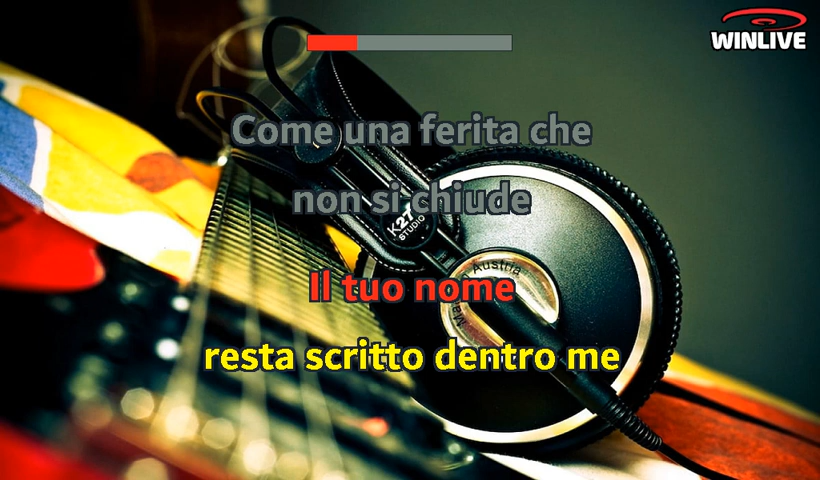 WINLIVE
Come una ferita che
non si chiude
K27
STUDIO
Austria
Il tuo nome
resta scritto dentro me